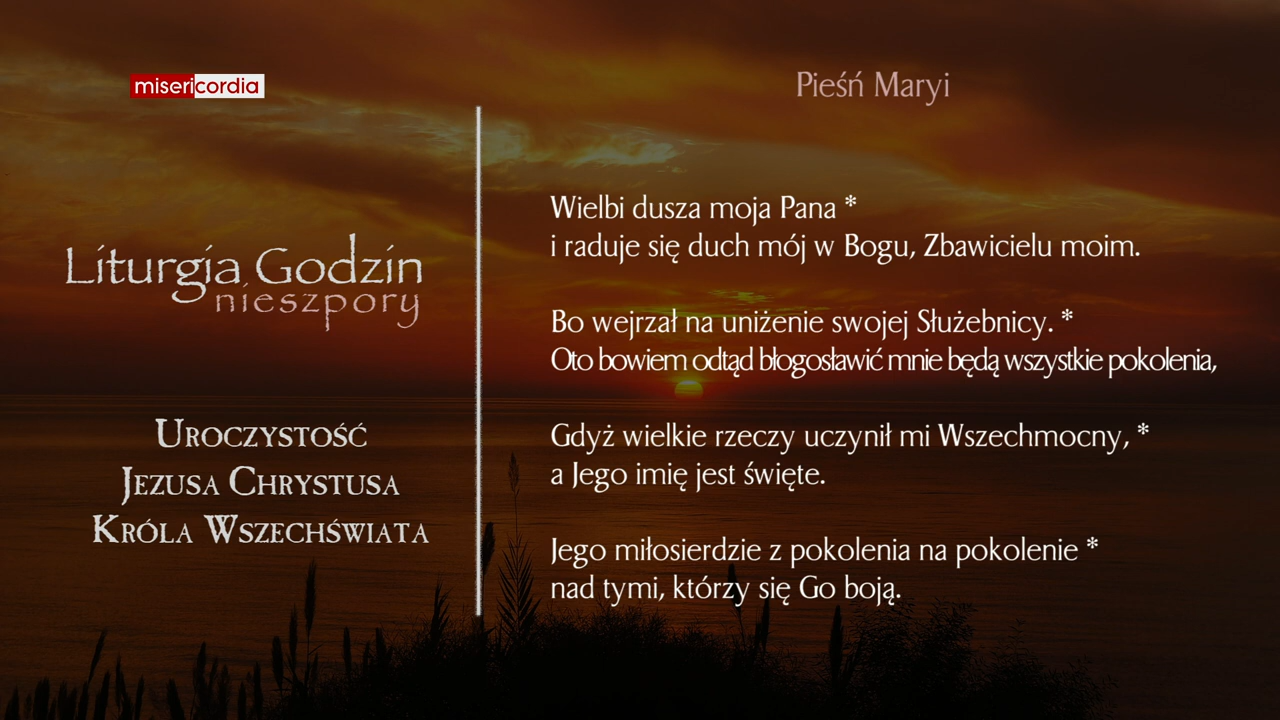 misericordia
Liturgia Godzin
nieszpory
Uroczystość
Jezusa Chrystusa
Króla Wszechświata
Pieśń Maryi
Wielbi dusza moja Pana *
i raduje się duch mój w Bogu, Zbawicielu moim.
Bo wejrzał na uniżenie swojej Służebnicy. *
Oto bowiem odtąd błogosławić mnie będą wszystkie pokolenia,
Gdyż wielkie rzeczy uczynił mi Wszechmocny, *
a Jego imię jest święte.
Jego miłosierdzie z pokolenia na pokolenie *
nad tymi, którzy się Go boją.